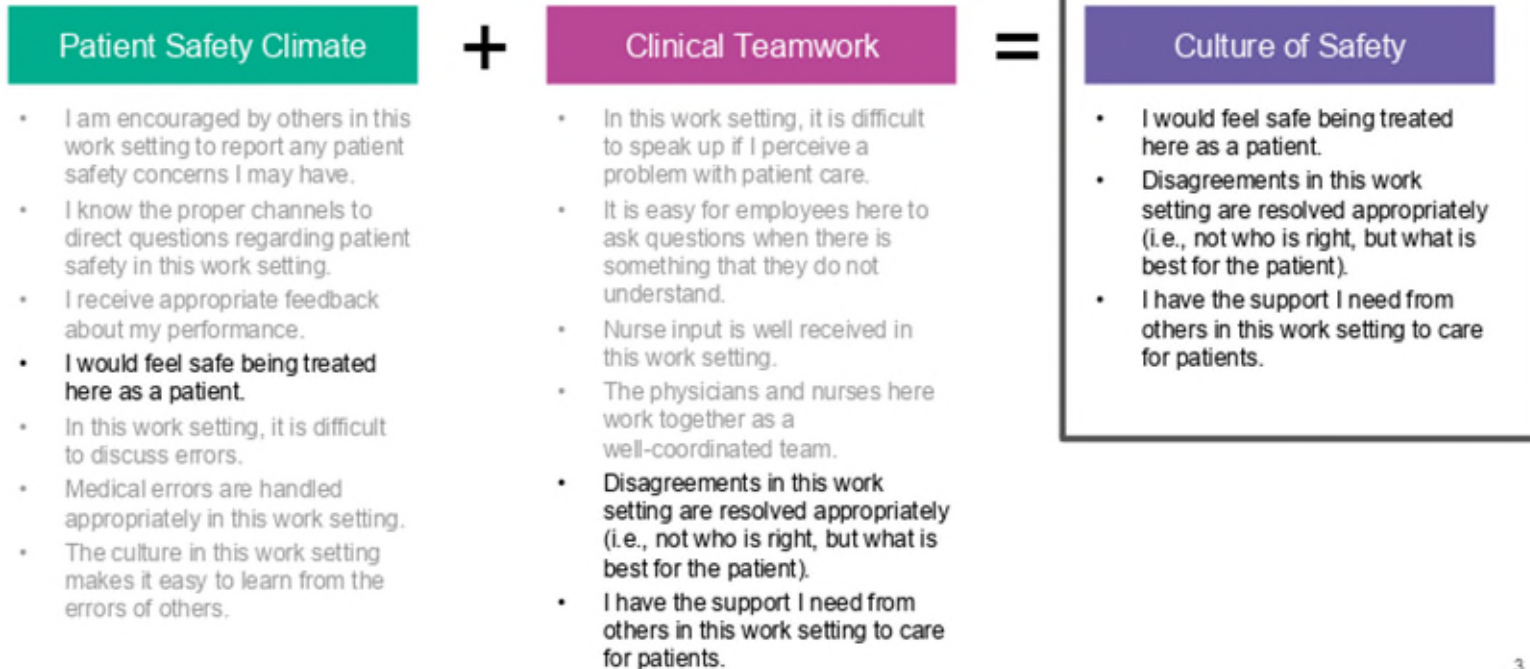 Patient Safety Climate
+
Clinical Teamwork
=
Culture of Safety
• I am encouraged by others in this
work setting to report any patient
safety concerns I may have.
• I know the proper channels to
direct questions regarding patient
safety in this work setting.
• I receive appropriate feedback
about my performance.
• I would feel safe being treated
here as a patient.
• In this work setting, it is difficult
to discuss errors.
• Medical errors are handled
appropriately in this work setting.
• The culture in this work setting
makes it easy to learn from the
errors of others.
• In this work setting, it is difficult
to speak up if I perceive a
problem with patient care.
• It is easy for employees here to
ask questions when there is
something that they do not
understand.
• Nurse input is well received in
this work setting.
• The physicians and nurses here
work together as a
well-coordinated team.
• Disagreements in this work
setting are resolved appropriately
(i.e., not who is right, but what is
best for the patient).
• I have the support I need from
others in this work setting to care
for patients.
• I would feel safe being treated
here as a patient.
• Disagreements in this work
setting are resolved appropriately
(i.e., not who is right, but what is
best for the patient).
• I have the support I need from
others in this work setting to care
for patients.
3